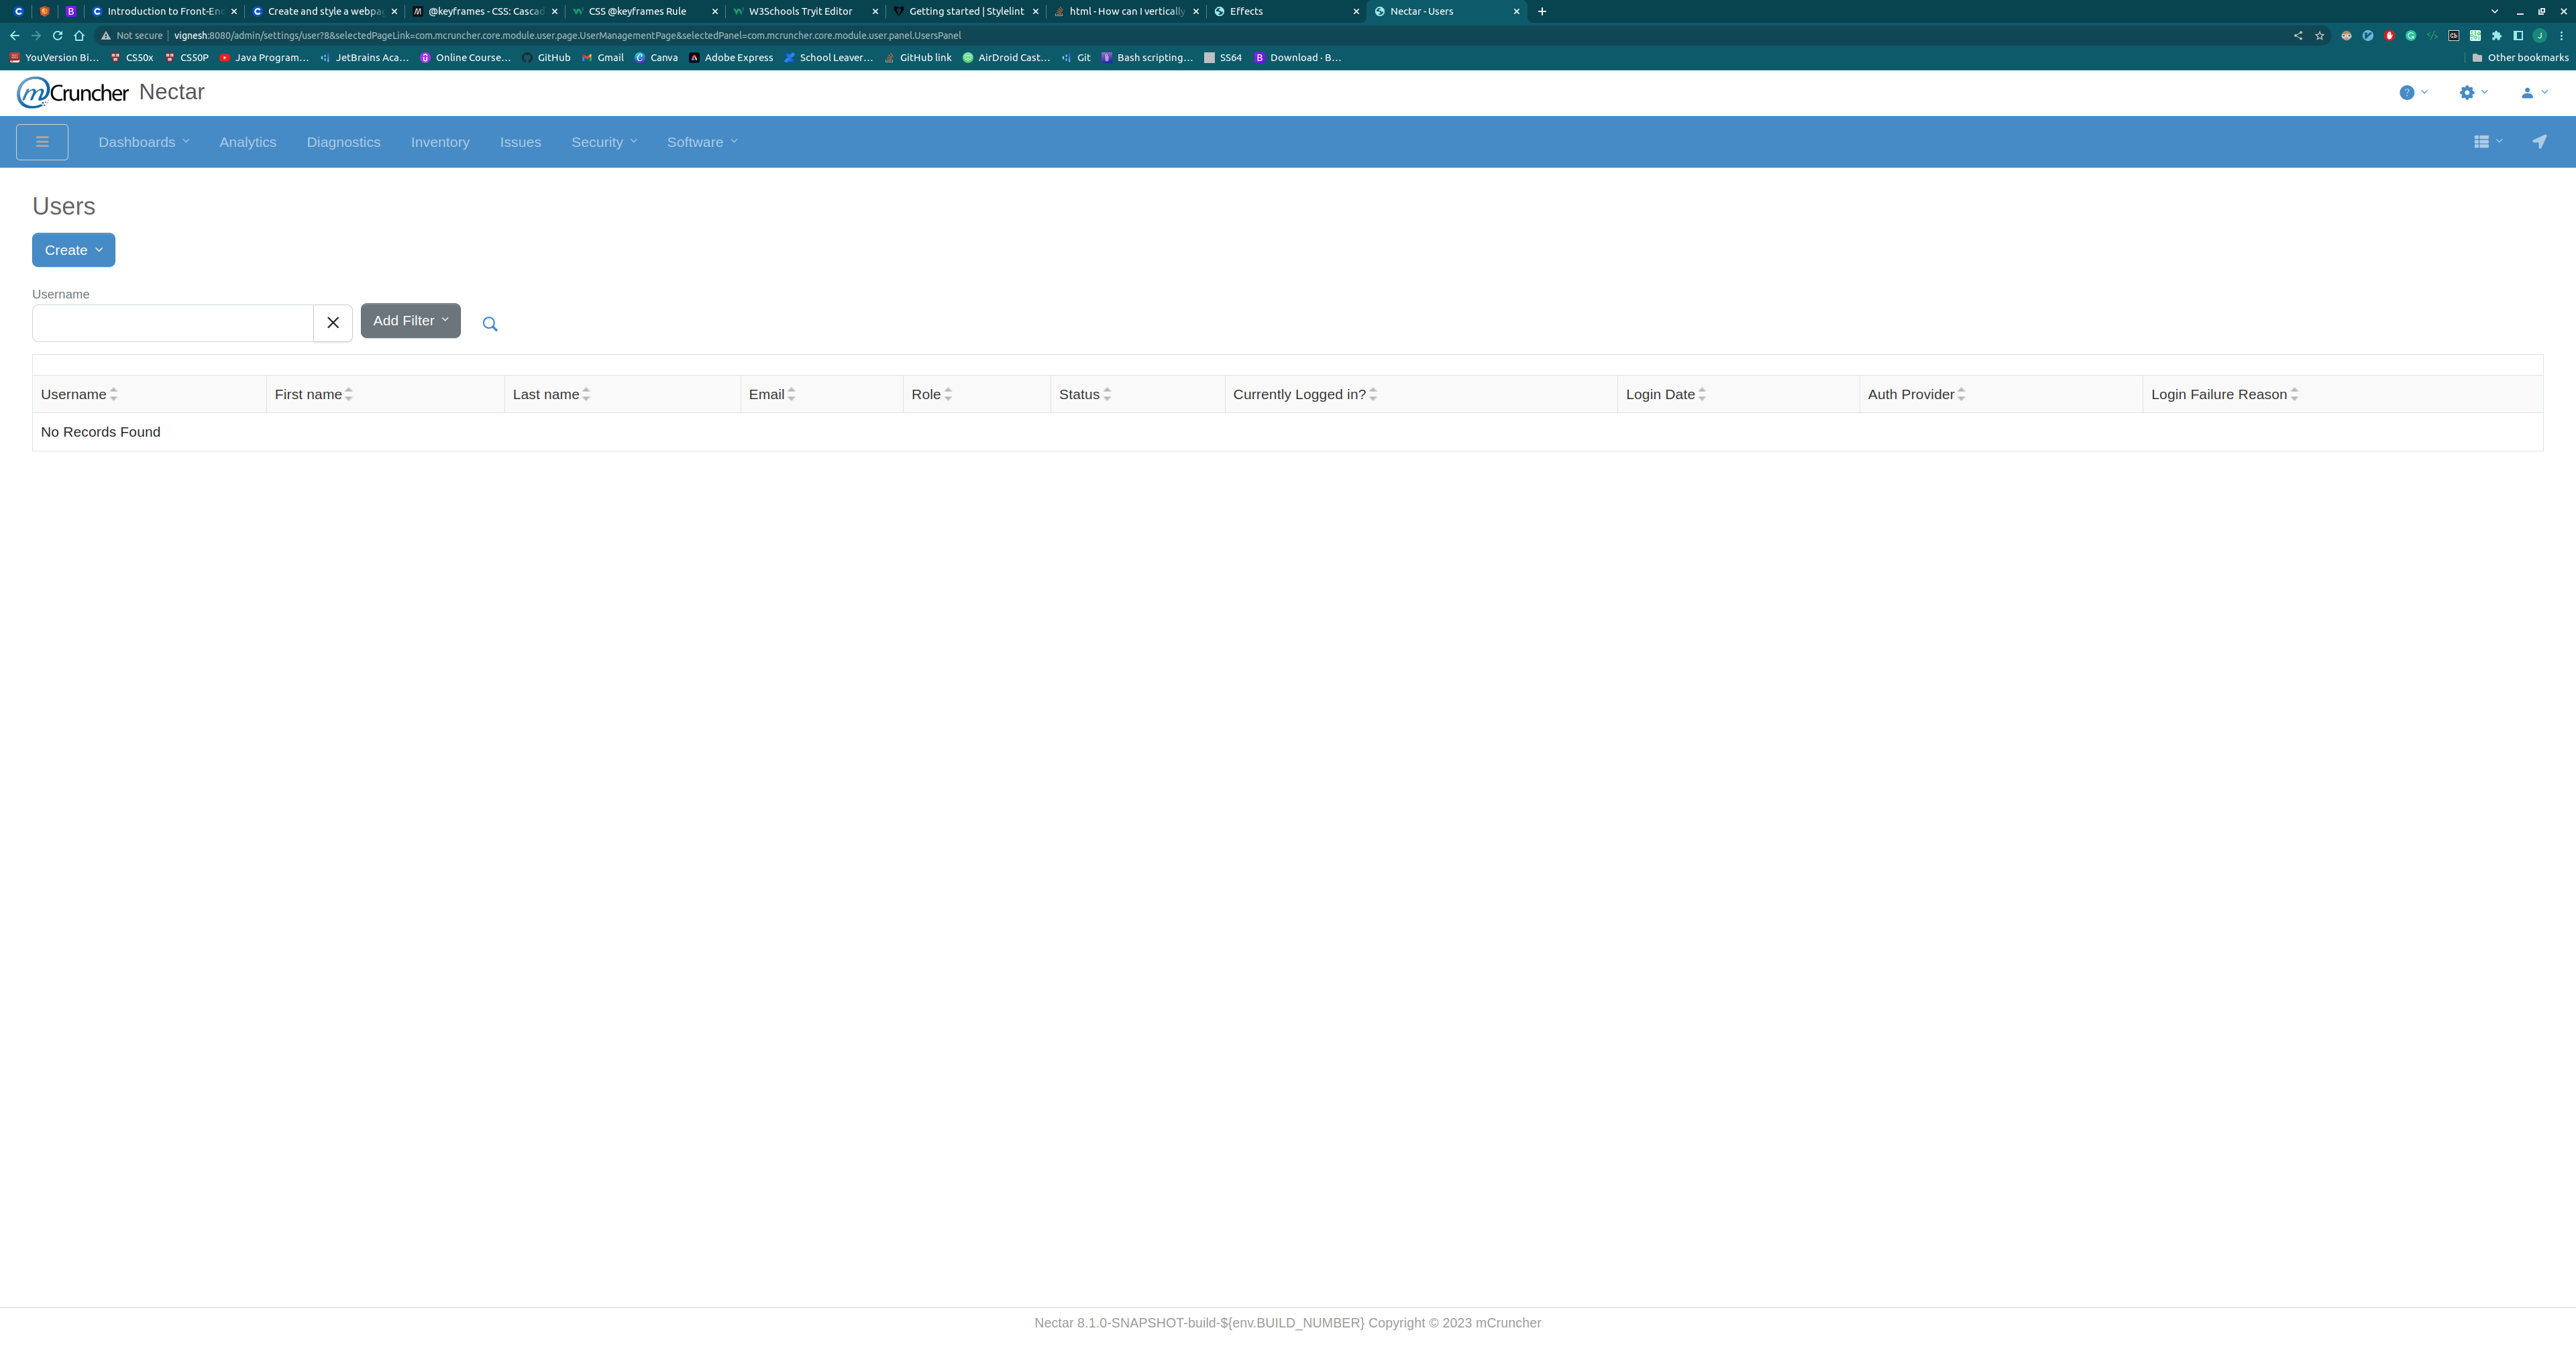 Introduction to Front-En
Create and style a webpa
@keyframes - CSS: Cascad
CSS @keyframes Rule
W3Schools Tryit Editor
Getting started | Stylelint
html - How can I vertically
Effects
Nectar - Users
Not secure
vignesh:8080/admin/settings/user?8&selectedPageLink=com.mcruncher.core.module.user.page.UserManagementPage&selectedPanel=com.mcruncher.core.module.user.panel.UsersPanel
YouVersion Bi...
CS50x
CS50P
Java Program...
JetBrains Aca...
Online Course...
GitHub
Gmail
Canva
Adobe Express
School Leaver...
GitHub link
AirDroid Cast...
Git
Bash scripting...
SS64
Download · B...
Other bookmarks
mCruncher Nectar
Dashboards
Analytics
Diagnostics
Inventory
Issues
Security
Software
Users
Create
Username
Add Filter
Username
First name
Last name
Email
Role
Status
Currently Logged in?
Login Date
Auth Provider
Login Failure Reason
No Records Found
Nectar 8.1.0-SNAPSHOT-build-${env.BUILD_NUMBER} Copyright © 2023 mCruncher